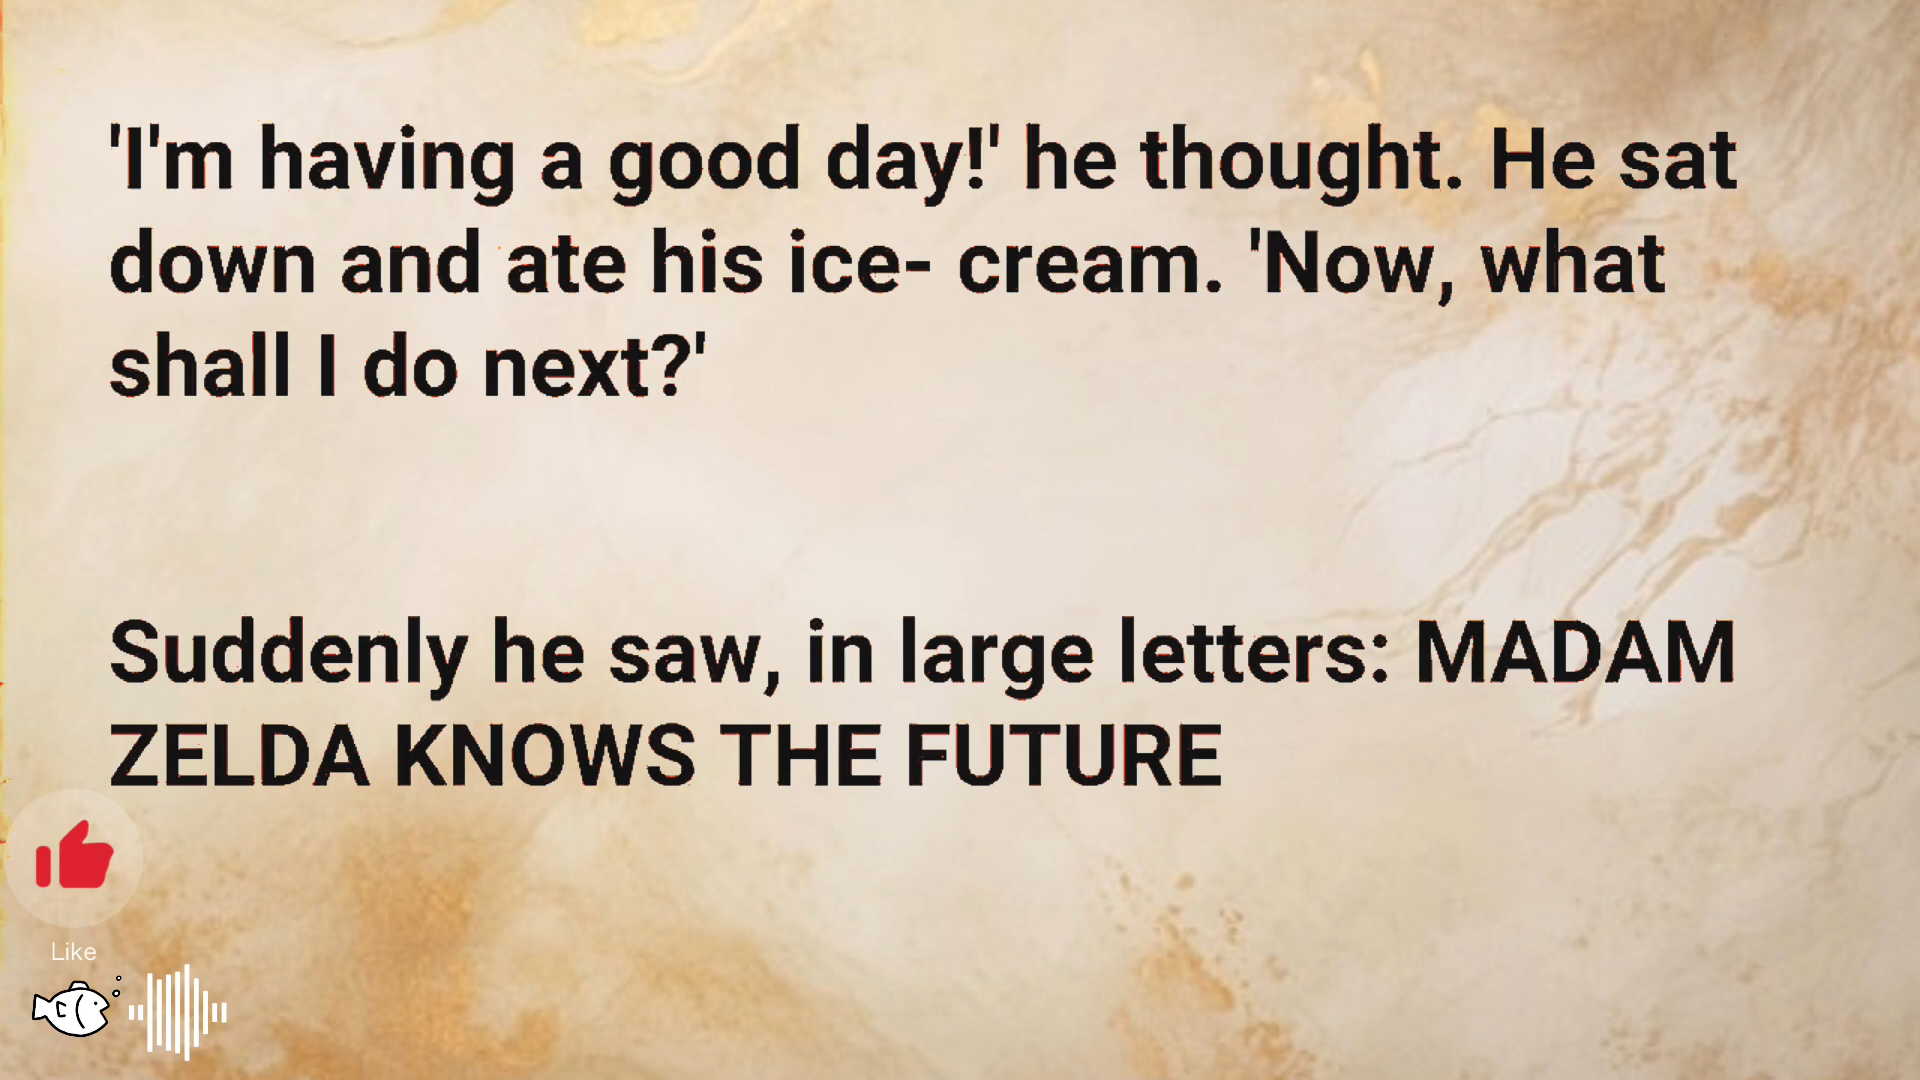 'I'm having a good day!' he thought. He sat
down and ate his ice- cream. 'Now, what
shall I do next?'
Suddenly he saw, in large letters: MADAM
ZELDA KNOWS THE FUTURE
Like